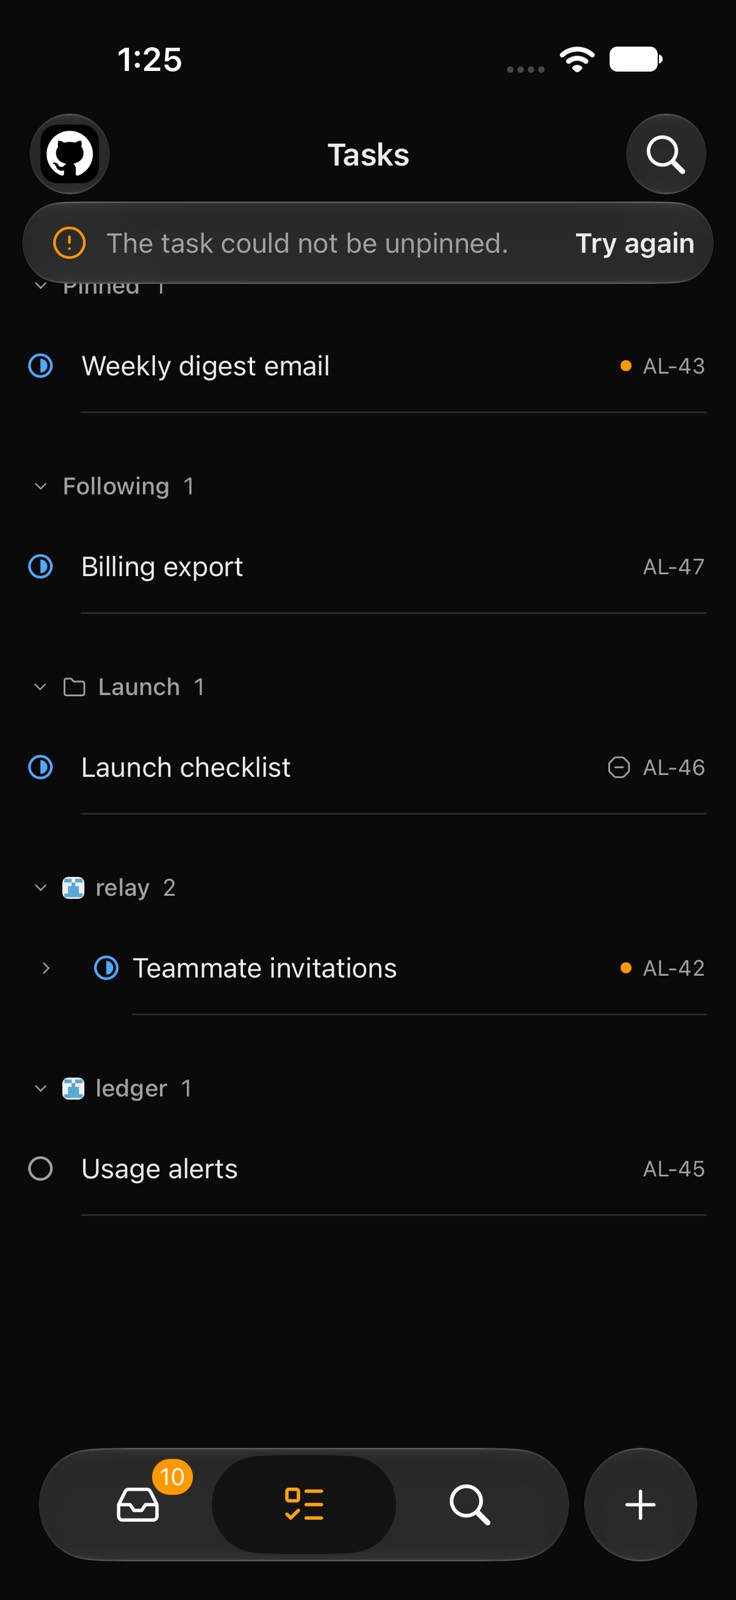 1:25
Tasks
The task could not be unpinned. Try again
Pinned 1
Weekly digest email AL-43
Following 1
Billing export AL-47
Launch 1
Launch checklist AL-46
relay 2
Teammate invitations AL-42
ledger 1
Usage alerts AL-45
10